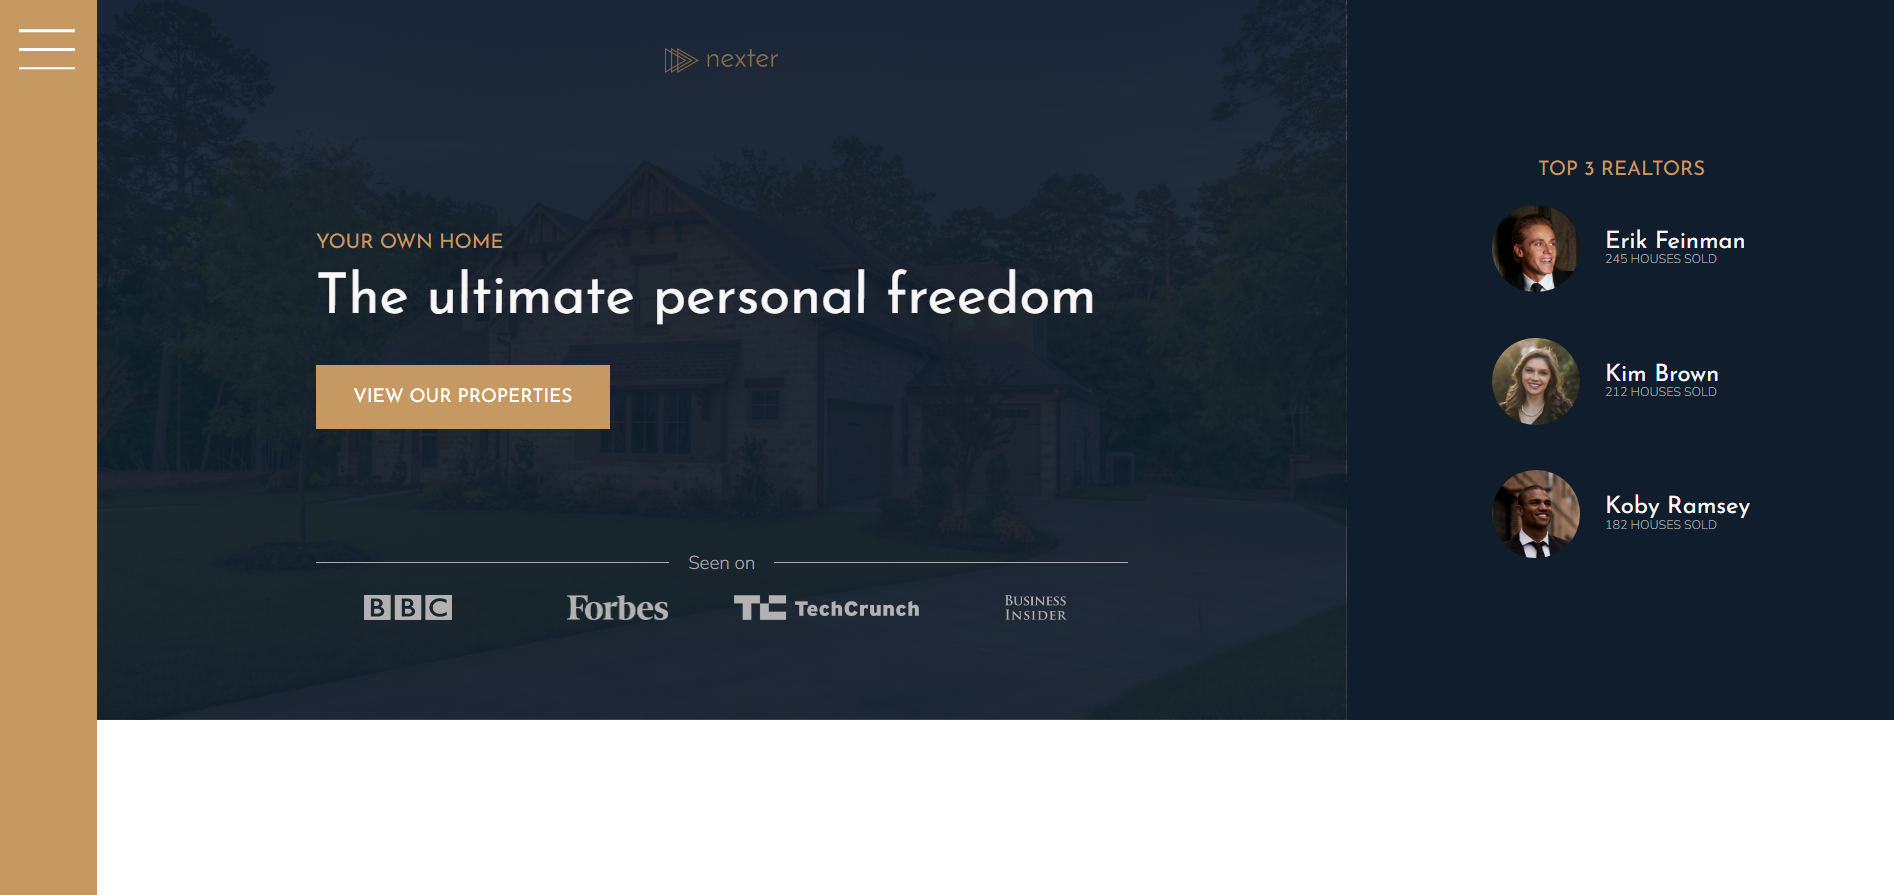 nexter
YOUR OWN HOME
The ultimate personal freedom
VIEW OUR PROPERTIES
Seen on
BBC
Forbes
TC TechCrunch
BUSINESS
INSIDER
TOP 3 REALTORS
Erik Feinman
245 HOUSES SOLD
Kim Brown
212 HOUSES SOLD
Koby Ramsey
182 HOUSES SOLD